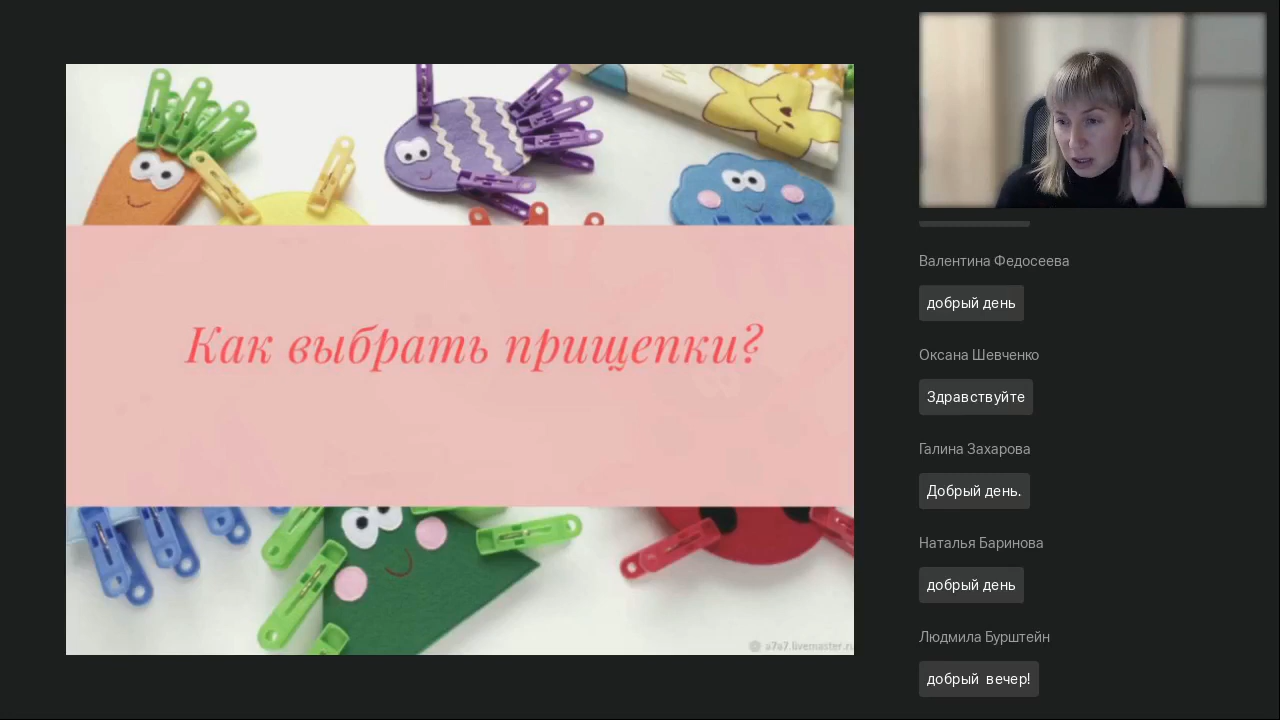 Как выбрать прищепки?
a7a7.livemaster.ru
Валентина Федосеева
добрый день
Оксана Шевченко
Здравствуйте
Галина Захарова
Добрый день.
Наталья Баринова
добрый день
Людмила Бурштейн
добрый вечер!